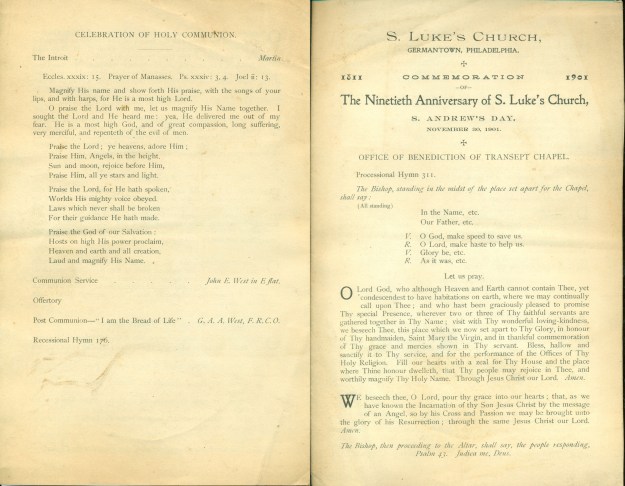 CELEBRATION OF HOLY COMMUNION.
The Introit Martin
Eccles. xxxix: 15. Prayer of Manasses. Ps. xxxiv: 3, 4. Joel ii: 13.
Magnify His name and show forth His praise, with the songs of your
lips, and with harps, for He is a most high Lord.
O praise the Lord with me, let us magnify His Name together. I
sought the Lord and He heard me; yea, He delivered me out of my
fear. He is a most high God, and of great compassion, long suffering,
very merciful, and repenteth of the evil of men.
Praise the Lord; ye heavens, adore Him;
Praise Him, Angels, in the height,
Sun and moon, rejoice before Him,
Praise Him, all ye stars and light.
Praise the Lord, for He hath spoken,
Worlds His mighty voice obeyed.
Laws which never shall be broken
For their guidance He hath made.
Praise the God of our Salvation:
Hosts on high His power proclaim,
Heaven and earth and all creation,
Laud and magnify His Name.
Communion Service John E. West in E flat.
Offertory
Post Communion—"I am the Bread of Life" G. A. A. West, F. R. C. O.
Recessional Hymn 176.
S. LUKE'S CHURCH,
GERMANTOWN, PHILADELPHIA.
1811 COMMEMORATION 1901
—OF—
The Ninetieth Anniversary of S. Luke's Church,
S. ANDREW'S DAY,
NOVEMBER 30, 1901.
OFFICE OF BENEDICTION OF TRANSEPT CHAPEL.
Processional Hymn 311.
The Bishop, standing in the midst of the place set apart for the Chapel,
shall say:
(All standing)
In the Name, etc.
Our Father, etc.
V. O God, make speed to save us.
R. O Lord, make haste to help us.
V. Glory be, etc.
R. As it was, etc.
Let us pray.
O Lord God, who although Heaven and Earth cannot contain Thee, yet
condescendest to have habitations on earth, where we may continually
call upon Thee; and who hast been graciously pleased to promise
Thy special Presence, wherever two or three of Thy faithful servants are
gathered together in Thy Name; visit with Thy wonderful loving-kindness,
we beseech Thee, this place which we now set apart to Thy Glory, in honour
of Thy handmaiden, Saint Mary the Virgin, and in thankful commemoration
of Thy grace and mercies shown in Thy servant. Bless, hallow and
sanctify it to Thy service, and for the performance of the Offices of Thy
Holy Religion. Fill our hearts with a zeal for Thy House and the place
where Thine honour dwelleth, that Thy people may rejoice in Thee, and
worthily magnify Thy Holy Name. Through Jesus Christ our Lord. Amen.
WE beseech thee, O Lord, pour thy grace into our hearts; that, as we
have known the Incarnation of thy Son Jesus Christ by the message
of an Angel, so by his Cross and Passion we may be brought unto
the glory of his Resurrection; through the same Jesus Christ our Lord.
Amen.
The Bishop, then proceeding to the Altar, shall say, the people responding,
Psalm 43. Judica me, Deus.